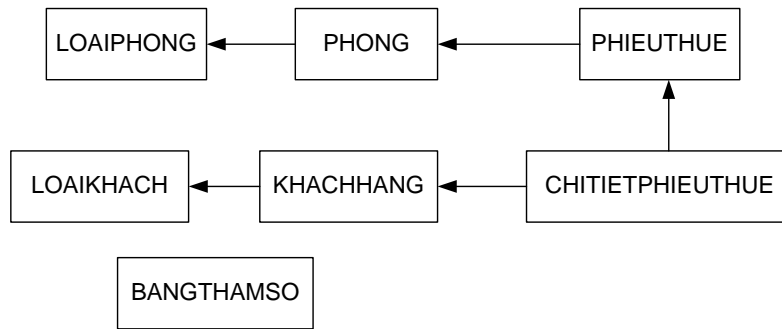 LOAIPHONG
PHONG
PHIEUTHUE
LOAIKHACH
KHACHHANG
CHITIETPHIEUTHUE
BANGTHAMSO